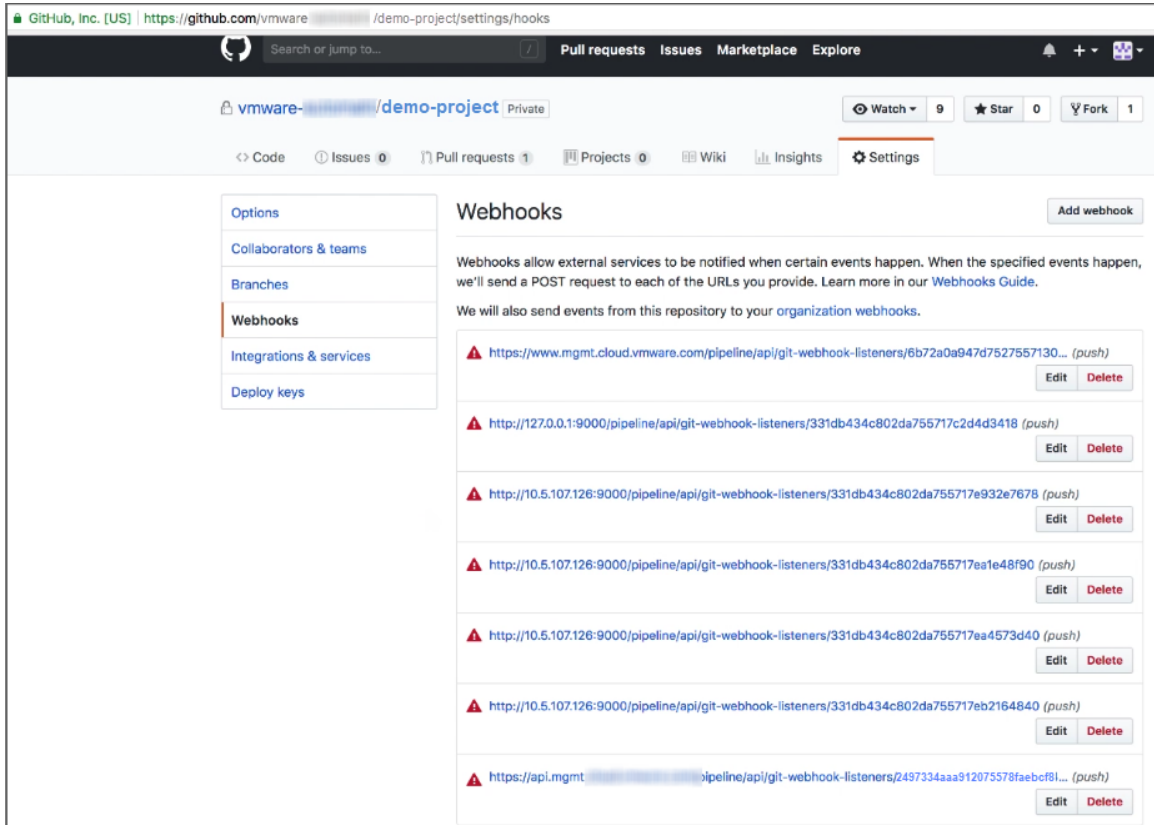 GitHub, Inc. [US] https://github.com/vmware /demo-project/settings/hooks
Search or jump to... / Pull requests Issues Marketplace Explore
vmware- /demo-project Private Watch 9 Star 0 Fork 1
Code Issues 0 Pull requests 1 Projects 0 Wiki Insights Settings
Options
Collaborators & teams
Branches
Webhooks
Integrations & services
Deploy keys
Webhooks Add webhook
Webhooks allow external services to be notified when certain events happen. When the specified events happen,
we'll send a POST request to each of the URLs you provide. Learn more in our Webhooks Guide.
We will also send events from this repository to your organization webhooks.
https://www.mgmt.cloud.vmware.com/pipeline/api/git-webhook-listeners/6b72a0a947d7527557130... (push)
Edit Delete
http://127.0.0.1:9000/pipeline/api/git-webhook-listeners/331db434c802da755717c2d4d3418 (push)
Edit Delete
http://10.5.107.126:9000/pipeline/api/git-webhook-listeners/331db434c802da755717e932e7678 (push)
Edit Delete
http://10.5.107.126:9000/pipeline/api/git-webhook-listeners/331db434c802da755717ea1e48f90 (push)
Edit Delete
http://10.5.107.126:9000/pipeline/api/git-webhook-listeners/331db434c802da755717ea4573d40 (push)
Edit Delete
http://10.5.107.126:9000/pipeline/api/git-webhook-listeners/331db434c802da755717eb2164840 (push)
Edit Delete
https://api.mgmt pipeline/api/git-webhook-listeners/2497334aaa912075578faebcf8l... (push)
Edit Delete